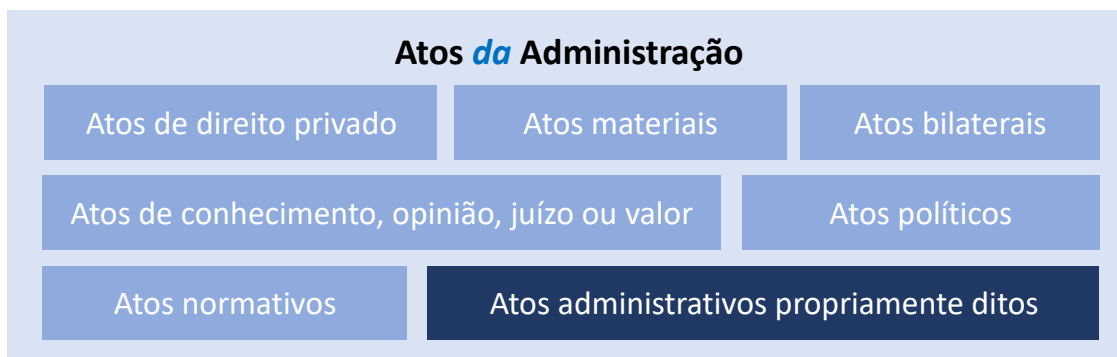 Atos da Administração
Atos de direito privado
Atos materiais
Atos bilaterais
Atos de conhecimento, opinião, juízo ou valor
Atos políticos
Atos normativos
Atos administrativos propriamente ditos